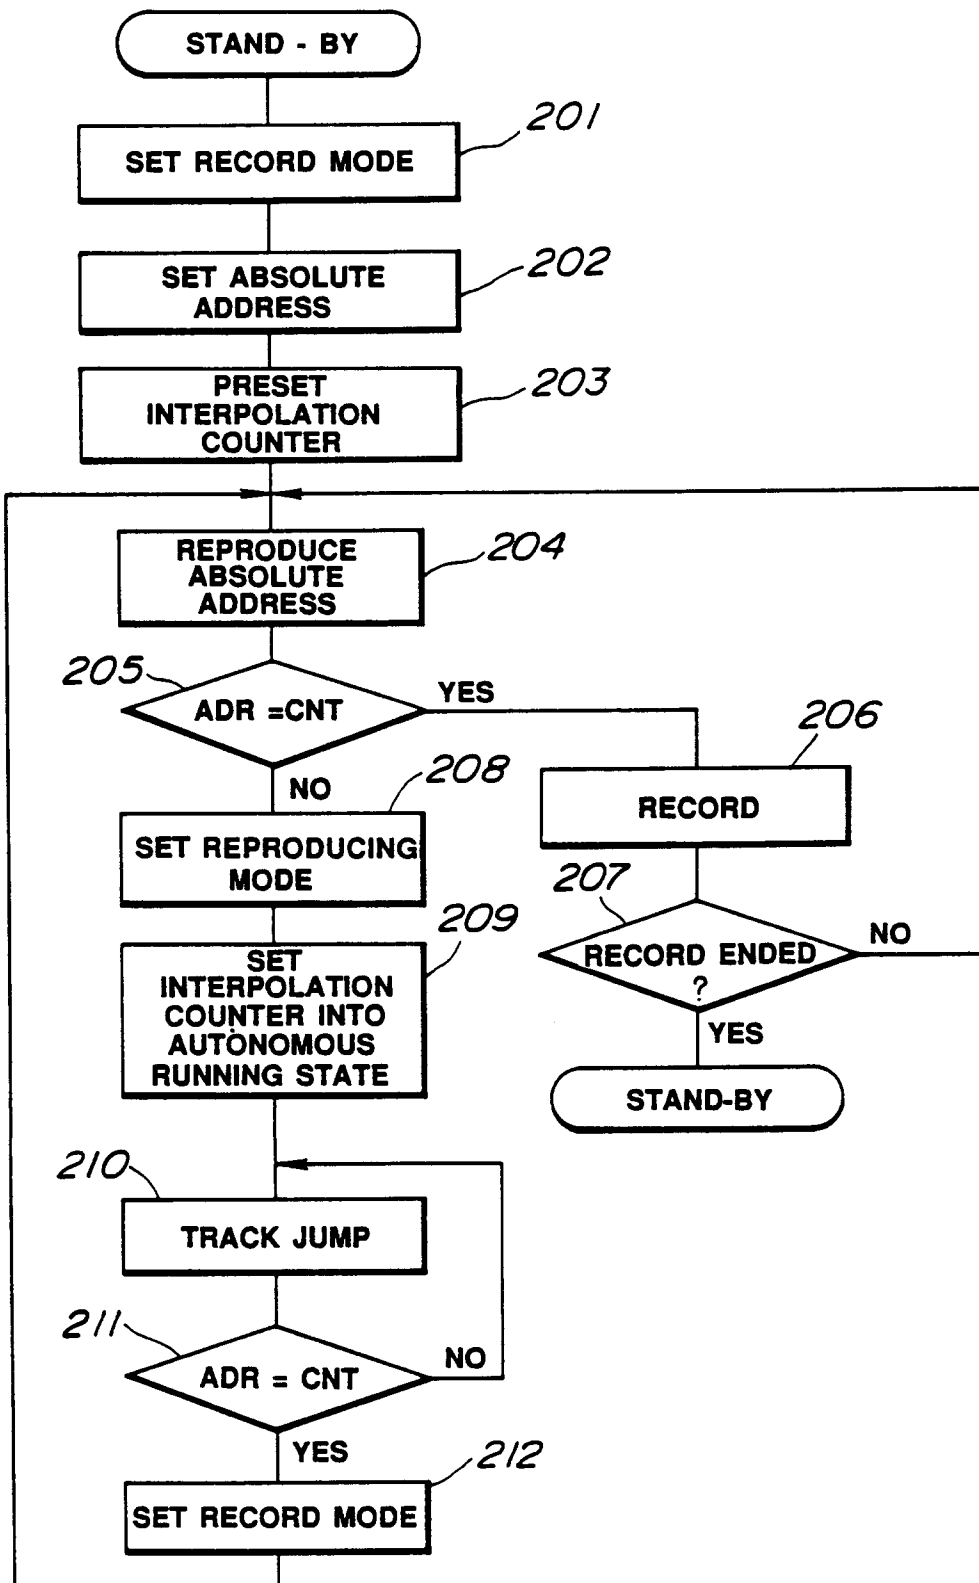 STAND - BY
201
SET RECORD MODE
202
SET ABSOLUTE
ADDRESS
203
PRESET
INTERPOLATION
COUNTER
204
REPRODUCE
ABSOLUTE
ADDRESS
205
ADR =CNT
YES
206
RECORD
NO
208
SET REPRODUCING
MODE
207
RECORD ENDED
?
NO
YES
STAND-BY
209
SET
INTERPOLATION
COUNTER INTO
AUTONOMOUS
RUNNING STATE
210
TRACK JUMP
211
ADR = CNT
NO
YES
212
SET RECORD MODE